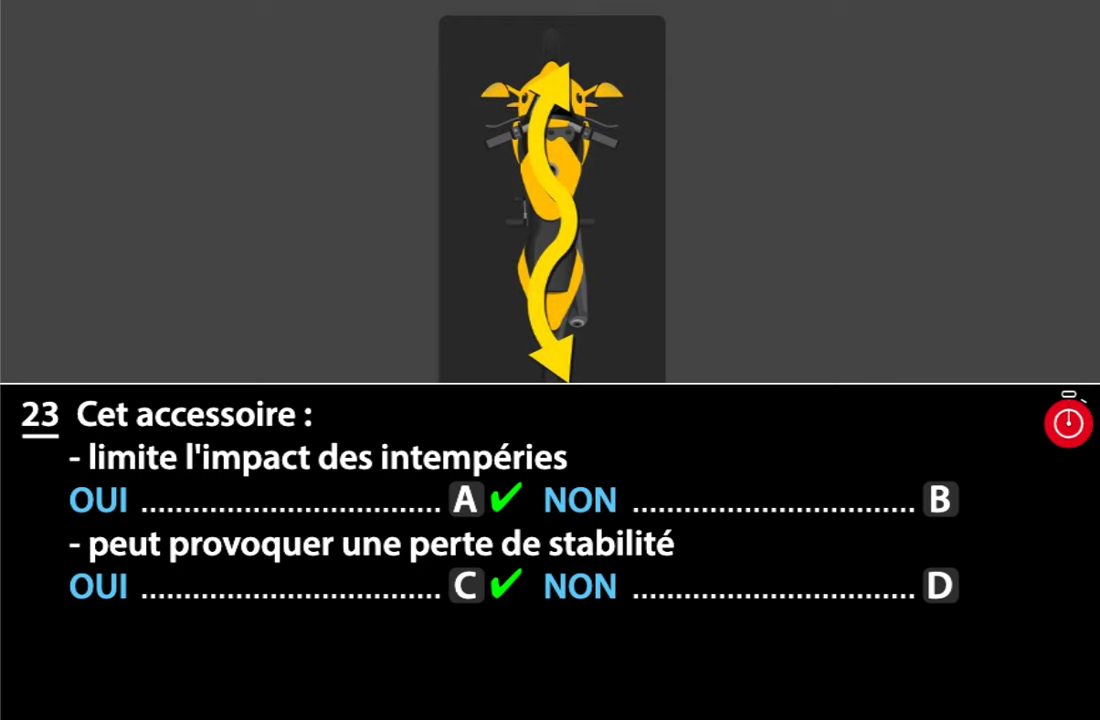 23 Cet accessoire :
- limite l'impact des intempéries
OUI .................................. A ✔ NON ................................ B
- peut provoquer une perte de stabilité
OUI .................................. C ✔ NON ................................ D